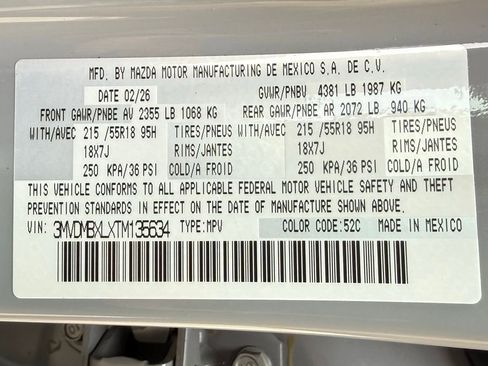 MFD. BY MAZDA MOTOR MANUFACTURING DE MEXICO S.A. DE C.V.
DATE 02/26 GVWR/PNBV 4381 LB 1987 KG
FRONT GAWR/PNBE AV 2355 LB 1068 KG REAR GAWR/PNBE AR 2072 LB 940 KG
WITH/AVEC 215 /55R18 95H TIRES/PNEUS WITH/AVEC 215 /55R18 95H TIRES/PNEUS
18X7J RIMS/JANTES 18X7J RIMS/JANTES
250 KPA/36 PSI COLD/A FROID 250 KPA/36 PSI COLD/A FROID
THIS VEHICLE CONFORMS TO ALL APPLICABLE FEDERAL MOTOR VEHICLE SAFETY AND THEFT
PREVENTION STANDARDS IN EFFECT ON THE DATE OF MANUFACTURE SHOWN ABOVE.
VIN: 3MVDMBXLXTM135634 TYPE: MPV COLOR CODE: 52C MADE IN MEXICO